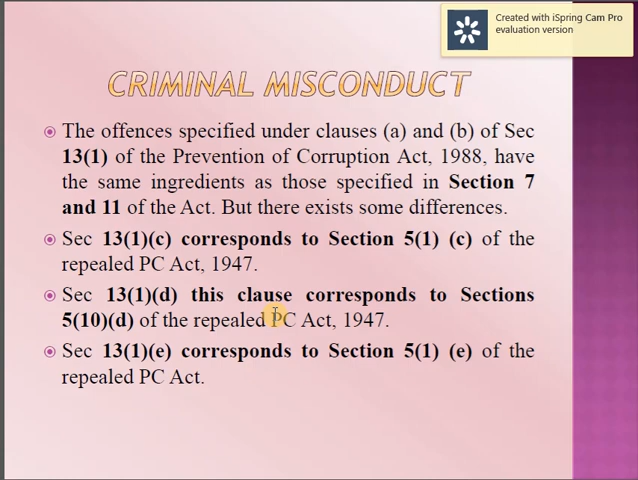 Created with iSpring Cam Pro
evaluation version
CRIMINAL MISCONDUCT
The offences specified under clauses (a) and (b) of Sec
13(1) of the Prevention of Corruption Act, 1988, have
the same ingredients as those specified in Section 7
and 11 of the Act. But there exists some differences.
Sec 13(1)(c) corresponds to Section 5(1) (c) of the
repealed PC Act, 1947.
Sec 13(1)(d) this clause corresponds to Sections
5(10)(d) of the repealed PC Act, 1947.
Sec 13(1)(e) corresponds to Section 5(1) (e) of the
repealed PC Act.